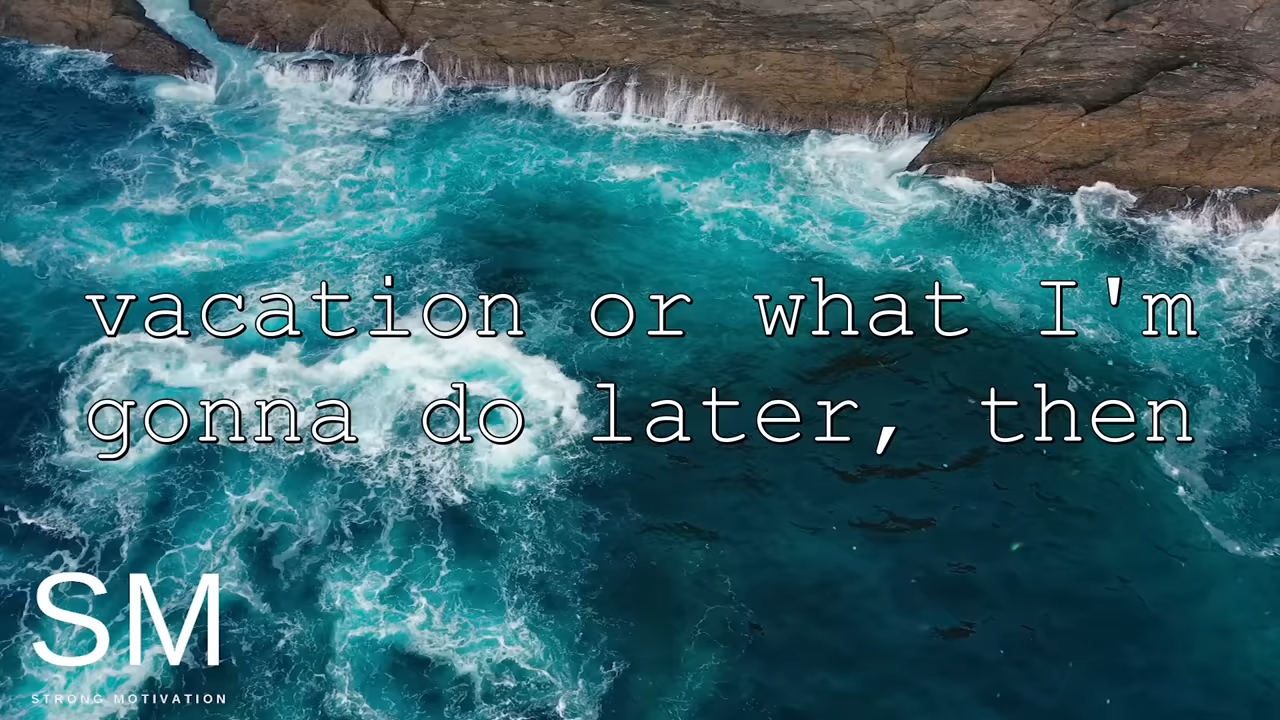 vacation or what I'm
gonna do later, then
SM
STRONG MOTIVATION